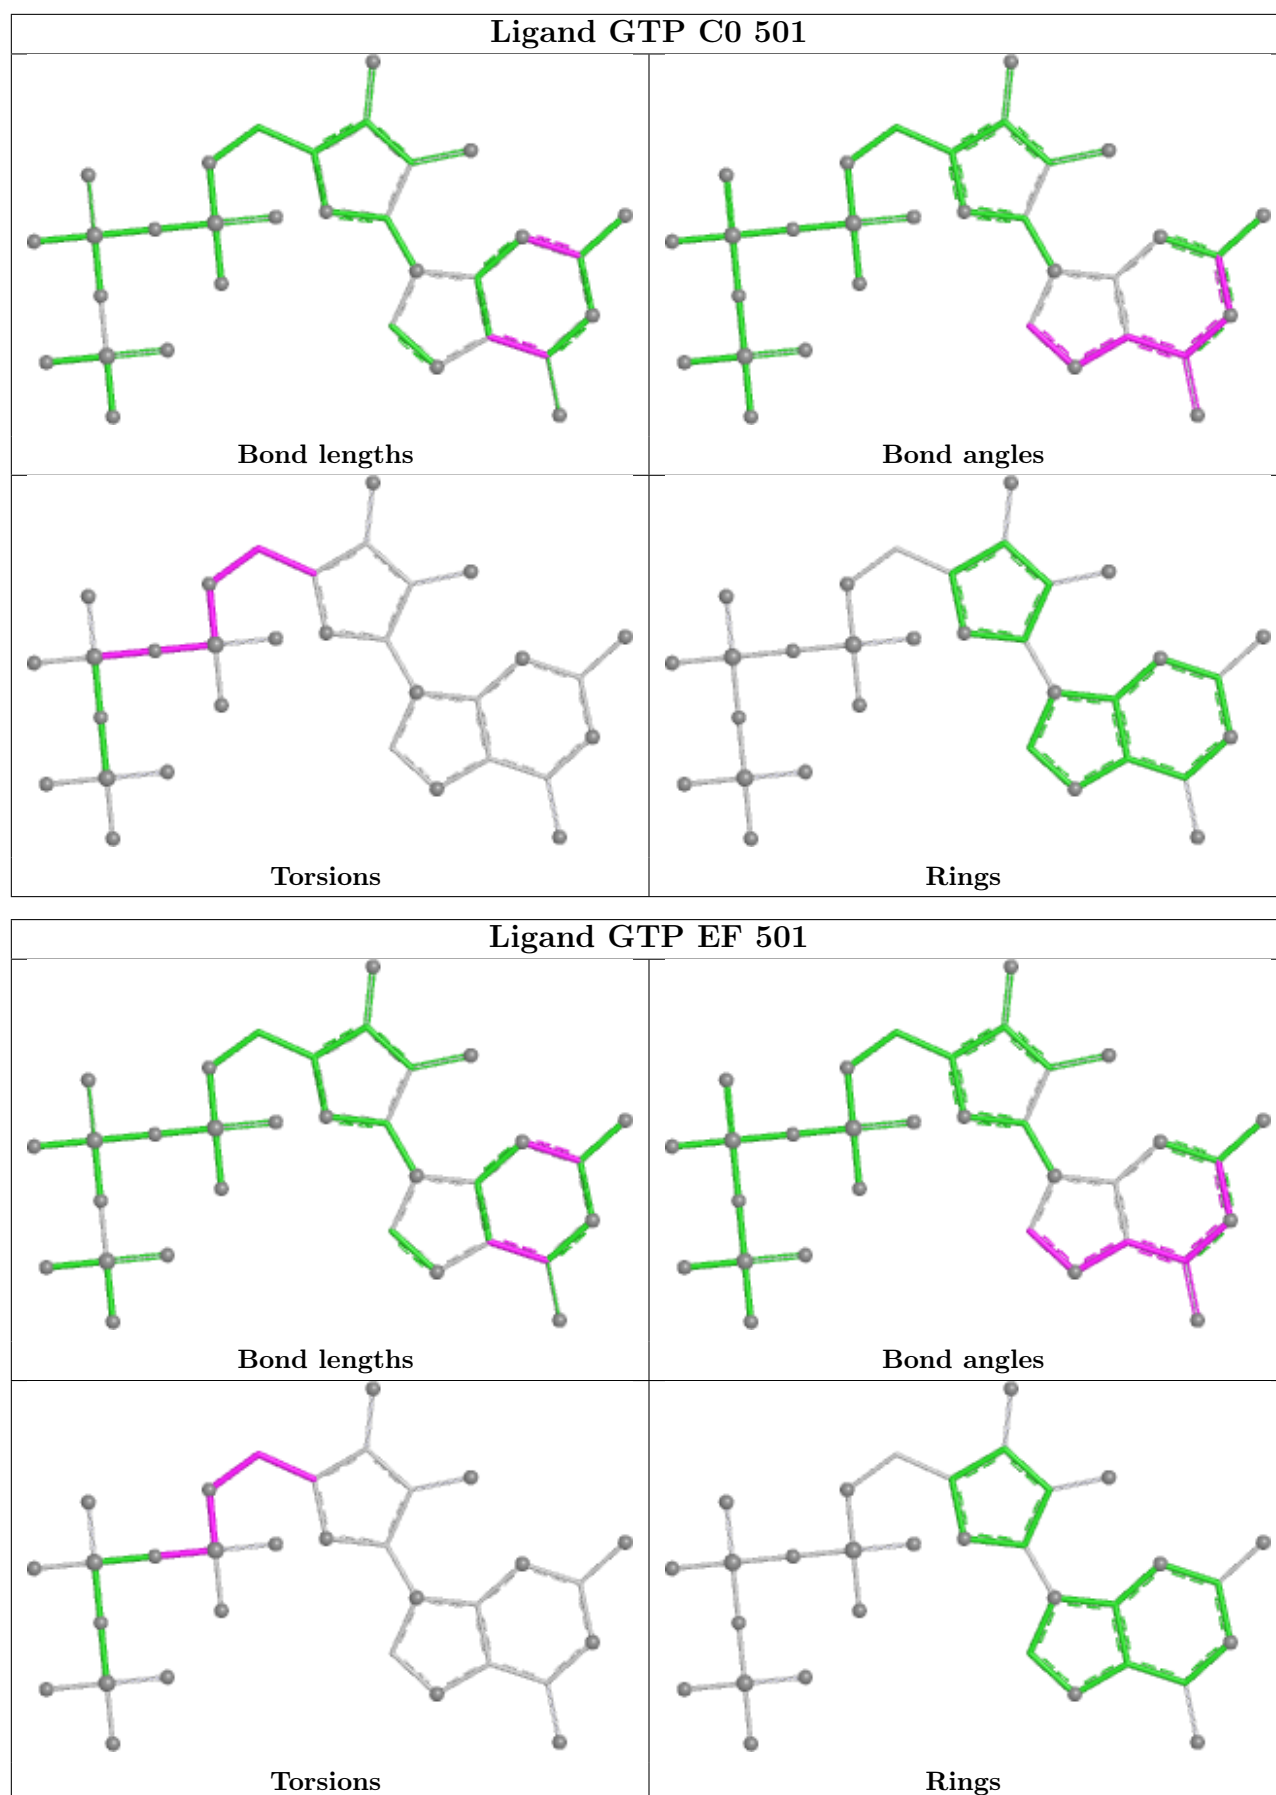 Ligand GTP C0 501
Bond lengths
Bond angles
Torsions
Rings
Ligand GTP EF 501
Bond lengths
Bond angles
Torsions
Rings